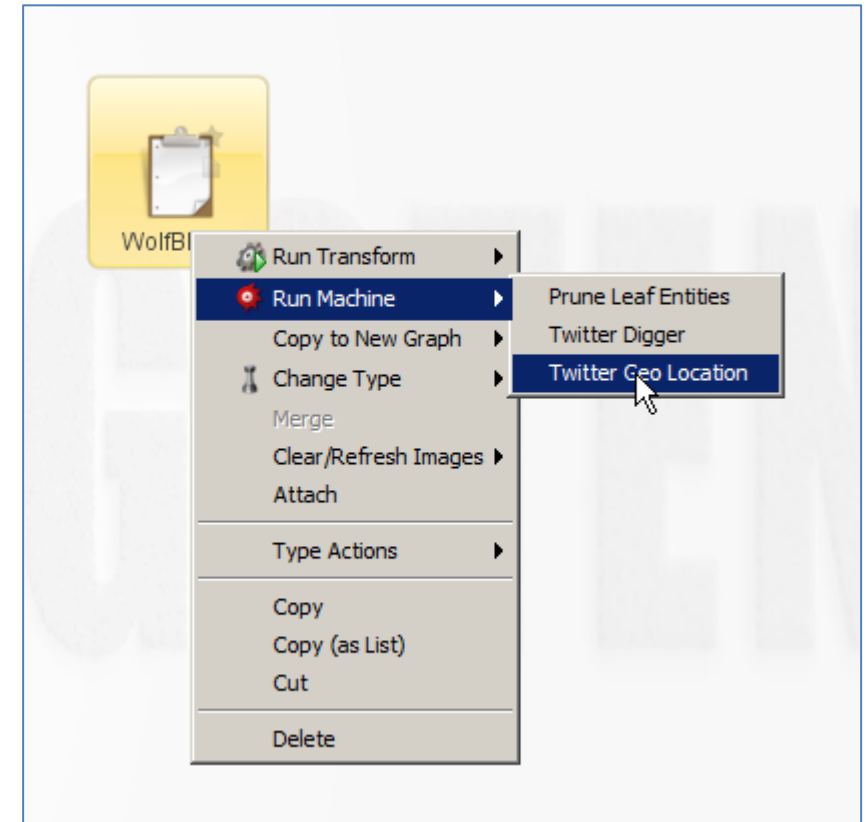 Run Transform
Run Machine
Prune Leaf Entities
Copy to New Graph
Twitter Digger
Change Type
Twitter Geo Location
Merge
Clear/Refresh Images
Attach
Type Actions
Copy
Copy (as List)
Cut
Delete